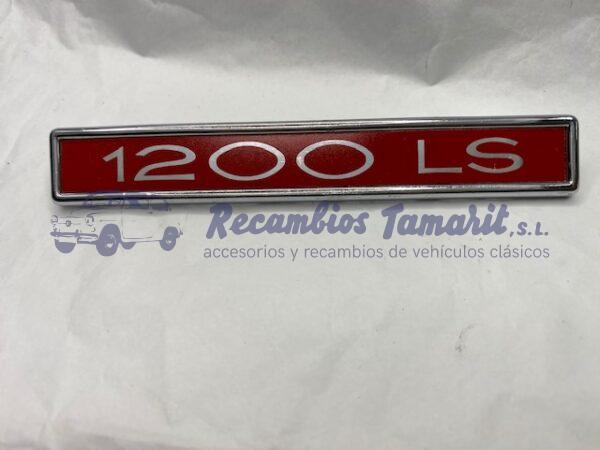 1200 LS
Recambios Tamarit, S.L.
accesorios y recambios de vehículos clásicos